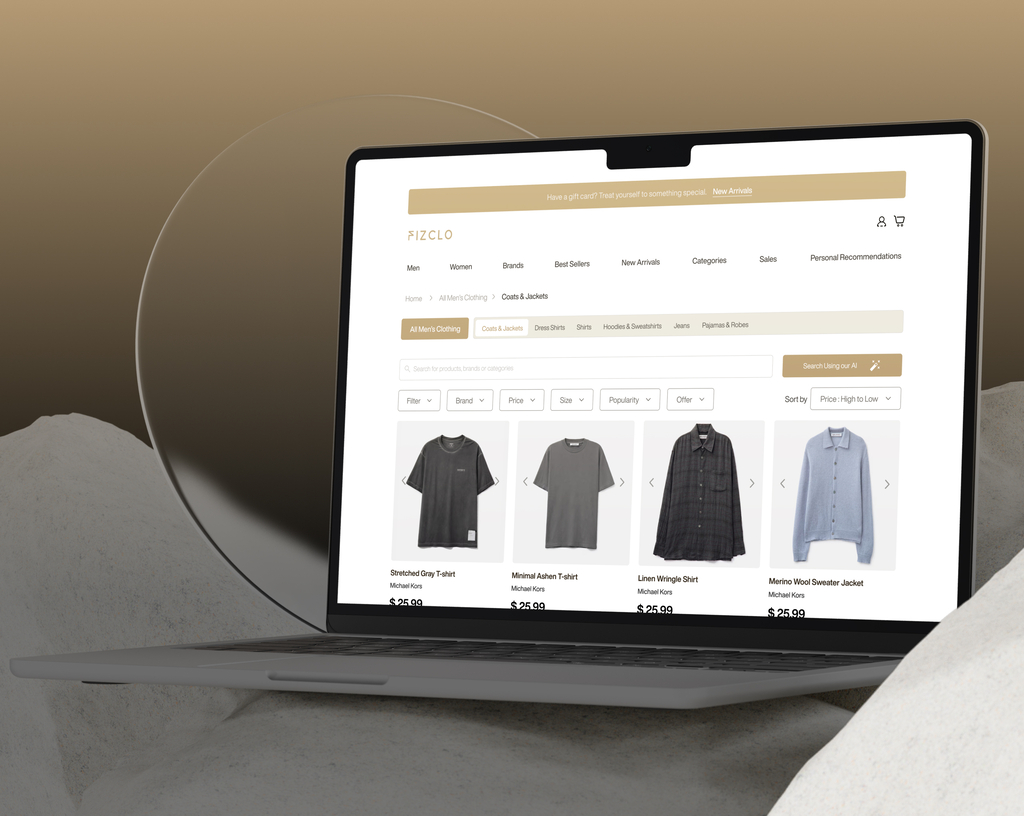 Have a gift card? Treat yourself to something special. New Arrivals
FIZCLO
Men Women Brands Best Sellers New Arrivals Categories Sales Personal Recommendations
Home > All Men's Clothing > Coats & Jackets
All Men's Clothing Coats & Jackets Dress Shirts Shirts Hoodies & Sweatshirts Jeans Pajamas & Robes
Search for products, brands or categories Search Using our AI
Filter Brand Price Size Popularity Offer Sort by Price : High to Low
Stretched Gray T-shirt Minimal Ashen T-shirt Linen Wringle Shirt Merino Wool Sweater Jacket
Michael Kors Michael Kors Michael Kors Michael Kors
$ 25.99 $ 25.99 $ 25.99 $ 25.99